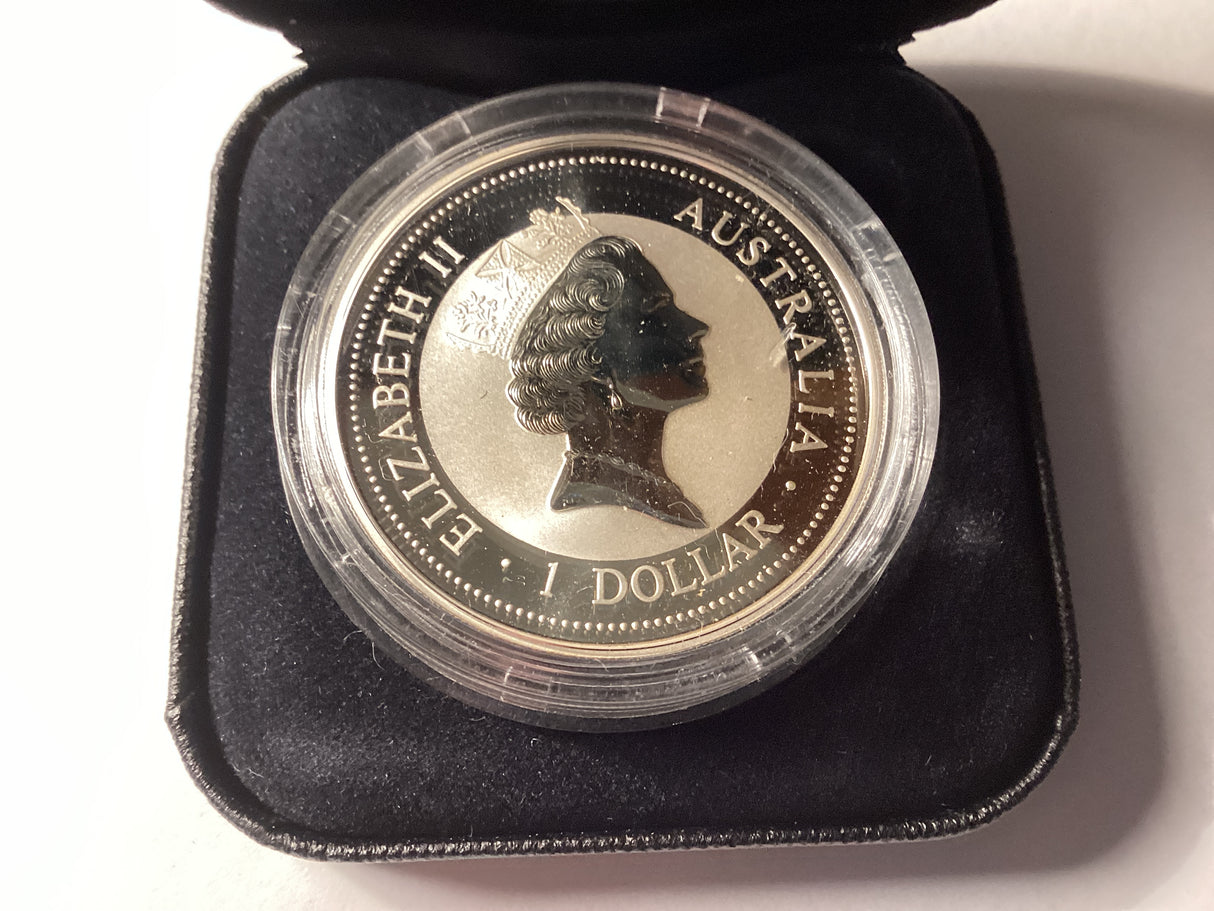 ELIZABETH II
AUSTRALIA
· 1 DOLLAR ·